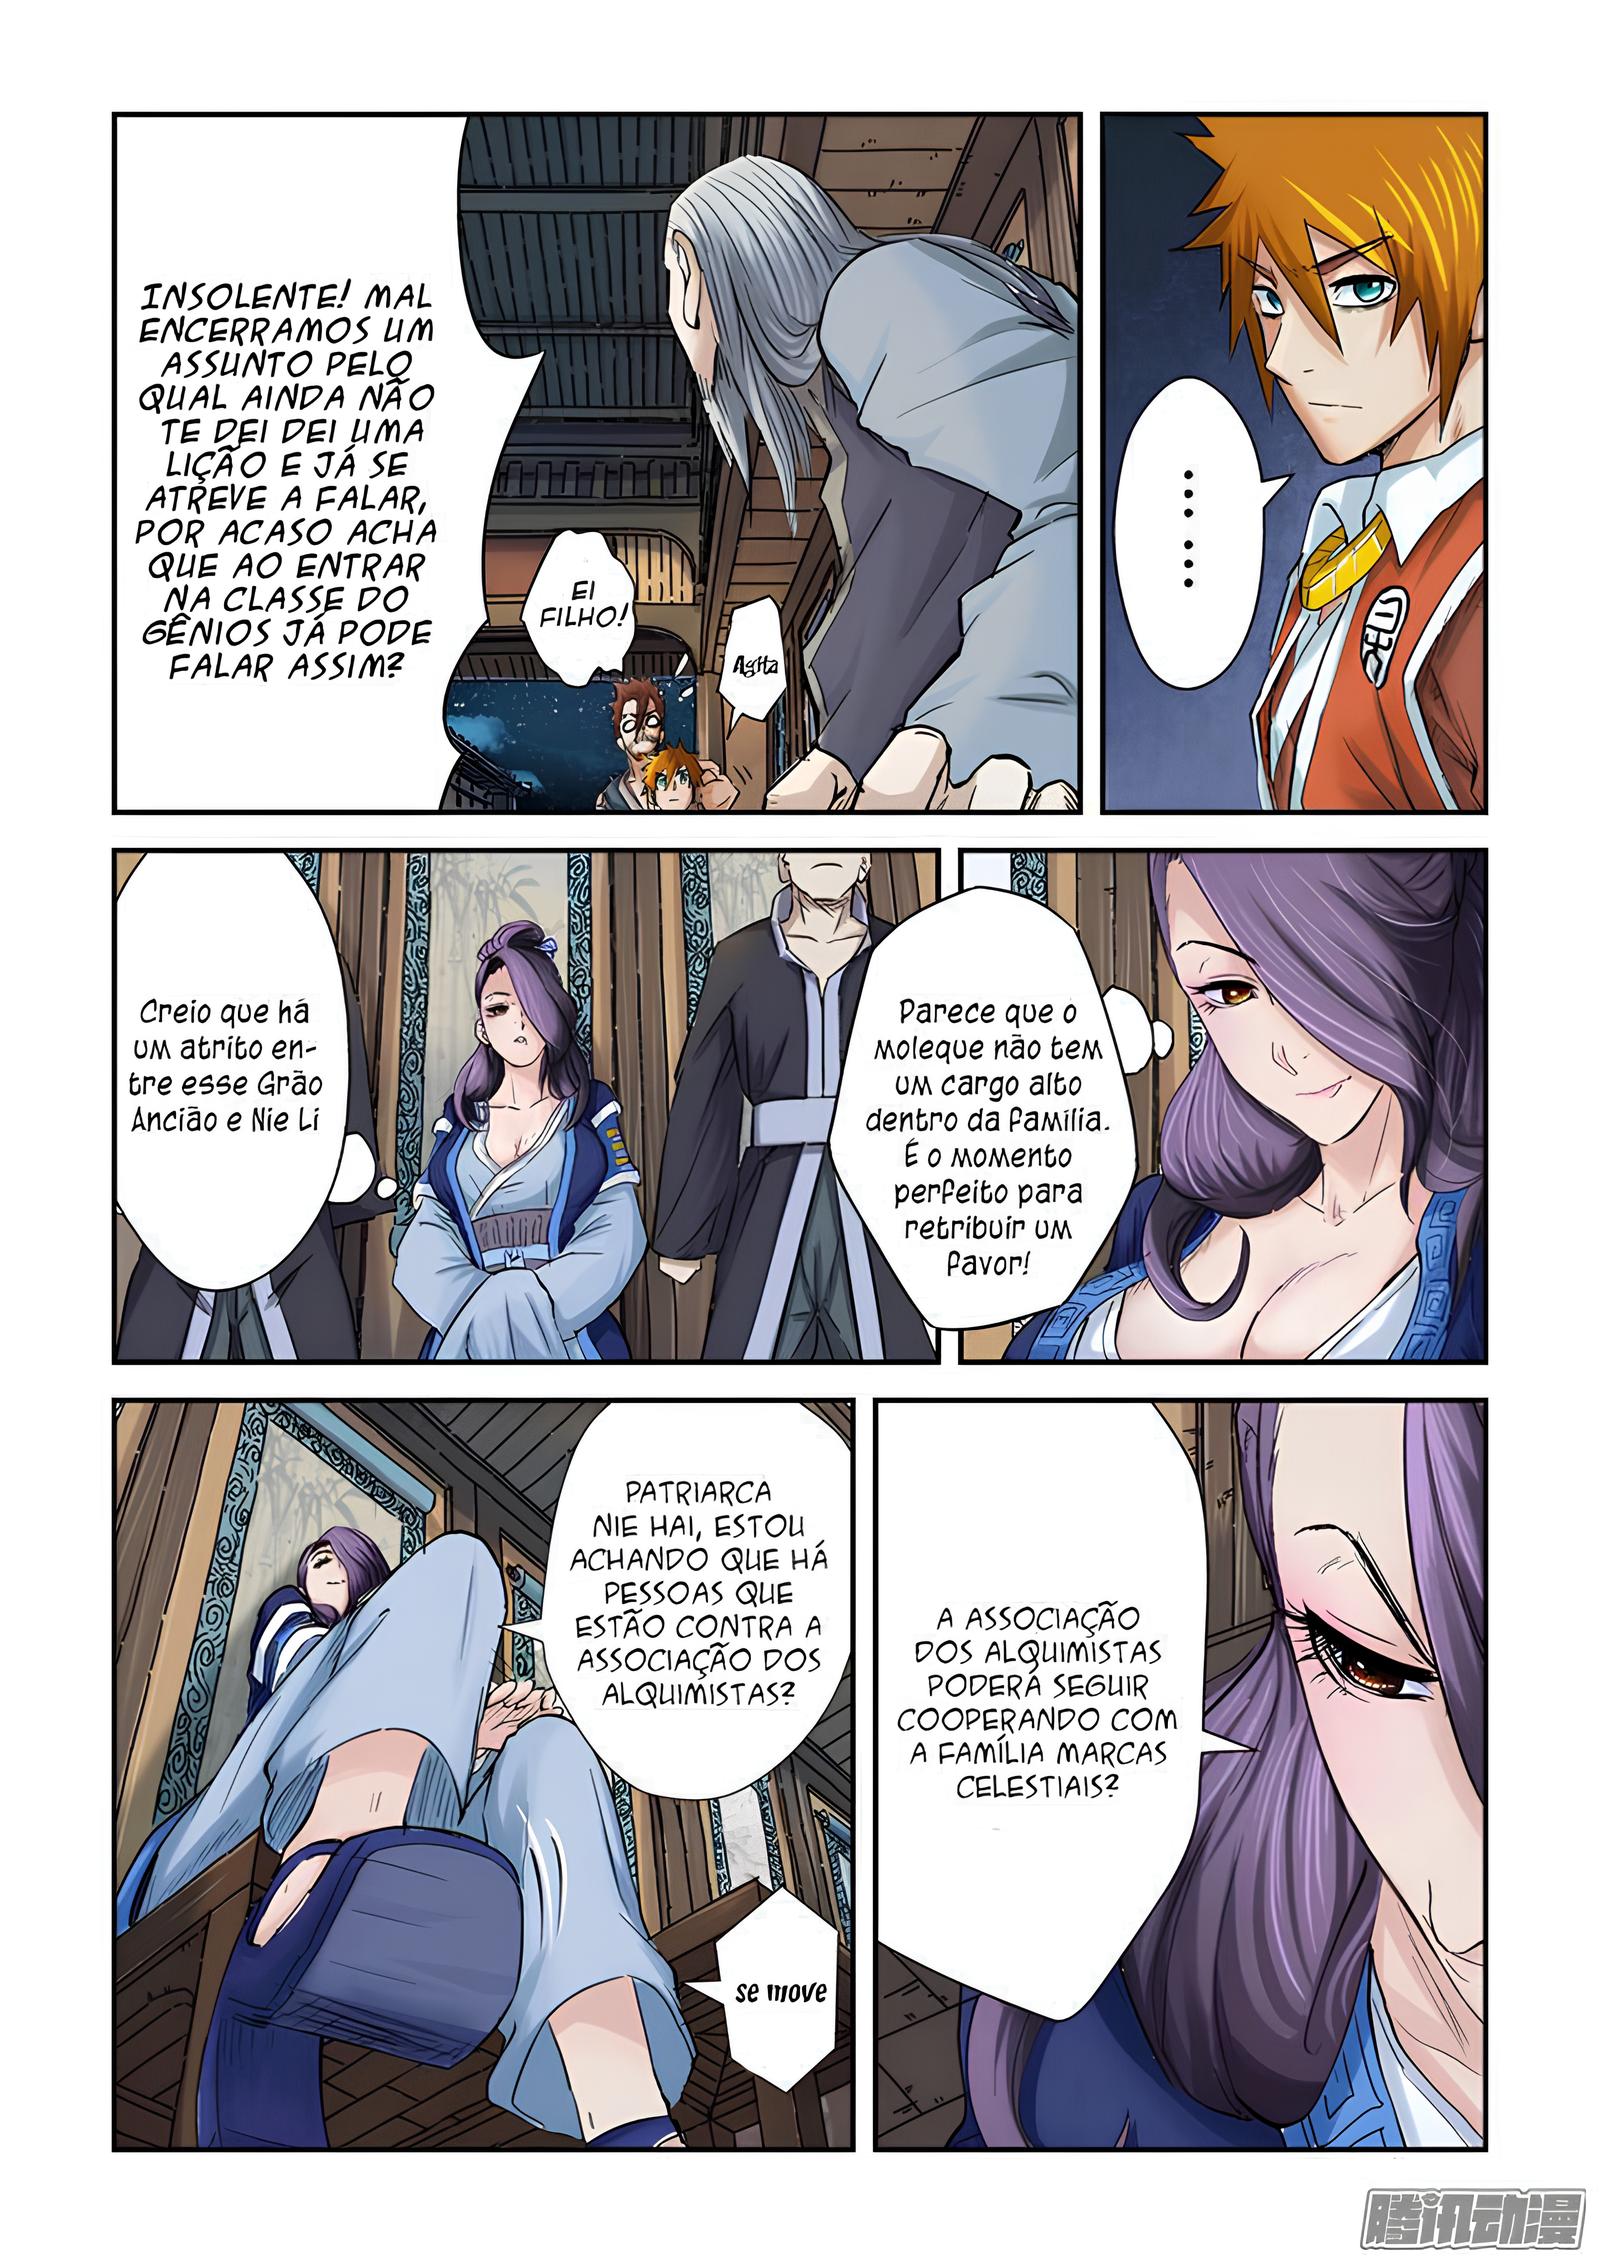 INSOLENTE! MAL
ENCERRAMOS UM
ASSUNTO PELO
QUAL AINDA NÃO
TE DEI DEI UMA
LIÇÃO E JÁ SE
ATREVE A FALAR,
POR ACASO ACHA
QUE AO ENTRAR
NA CLASSE DO
GÊNIOS JÁ PODE
FALAR ASSIM?
EI
FILHO!
Agita
......
Creio que há
um atrito en-
tre esse Grão
Ancião e Nie Li
Parece que o
moleque não tem
um cargo alto
dentro da família.
É o momento
perfeito para
retribuir um
favor!
PATRIARCA
NIE HAI, ESTOU
ACHANDO QUE HÁ
PESSOAS QUE
ESTÃO CONTRA A
ASSOCIAÇÃO DOS
ALQUIMISTAS?
se move
A ASSOCIAÇÃO
DOS ALQUIMISTAS
PODERÁ SEGUIR
COOPERANDO COM
A FAMÍLIA MARCAS
CELESTIAIS?
腾讯动漫